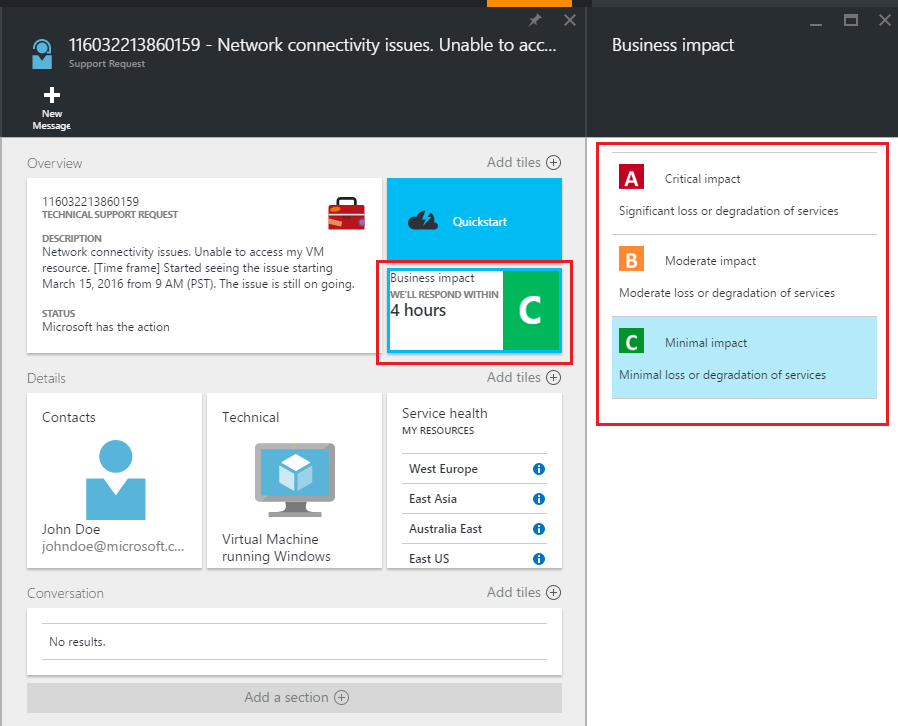 116032213860159 - Network connectivity issues. Unable to acc...
Support Request
New
Message
Business impact
Overview
Add tiles
116032213860159
TECHNICAL SUPPORT REQUEST
DESCRIPTION
Network connectivity issues. Unable to access my VM
resource. [Time frame] Started seeing the issue starting
March 15, 2016 from 9 AM (PST). The issue is still on going.
STATUS
Microsoft has the action
Quickstart
Business impact
WE'LL RESPOND WITHIN
4 hours
C
Details
Add tiles
Contacts
John Doe
johndoe@microsoft.c...
Technical
Virtual Machine
running Windows
Service health
MY RESOURCES
West Europe
East Asia
Australia East
East US
Conversation
Add tiles
No results.
Add a section
A Critical impact
Significant loss or degradation of services
B Moderate impact
Moderate loss or degradation of services
C Minimal impact
Minimal loss or degradation of services